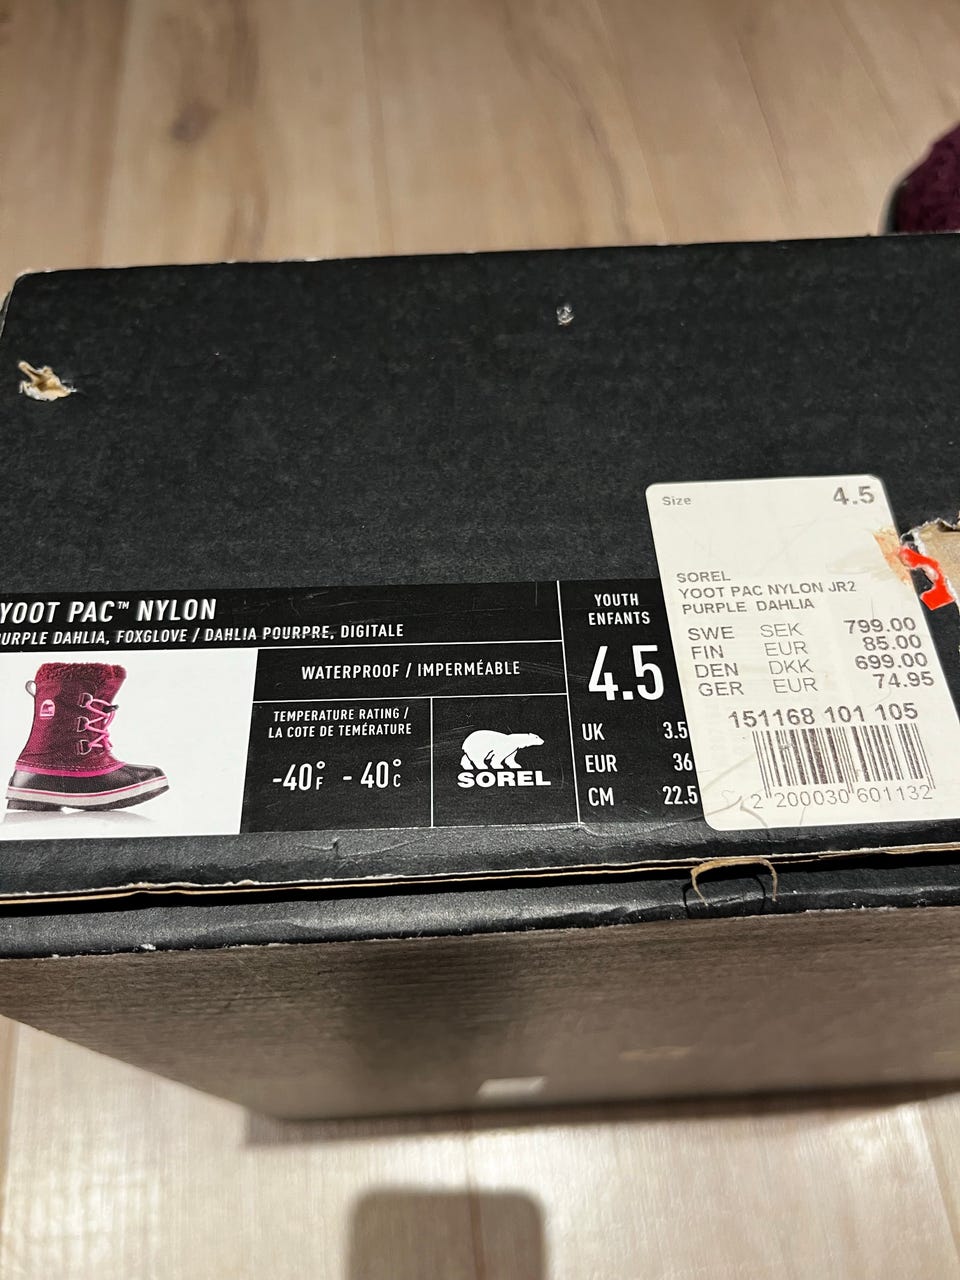 YOOT PAC™ NYLON
PURPLE DAHLIA, FOXGLOVE / DAHLIA POURPRE, DIGITALE
WATERPROOF / IMPERMÉABLE
TEMPERATURE RATING /
LA COTE DE TEMÉRATURE
-40°F - 40°C
SOREL
YOUTH
ENFANTS
4.5
UK 3.5
EUR 36
CM 22.5
Size 4.5
SOREL
YOOT PAC NYLON JR2
PURPLE DAHLIA
SWE SEK 799.00
FIN EUR 85.00
DEN DKK 699.00
GER EUR 74.95
151168 101 105
2 200030 601132